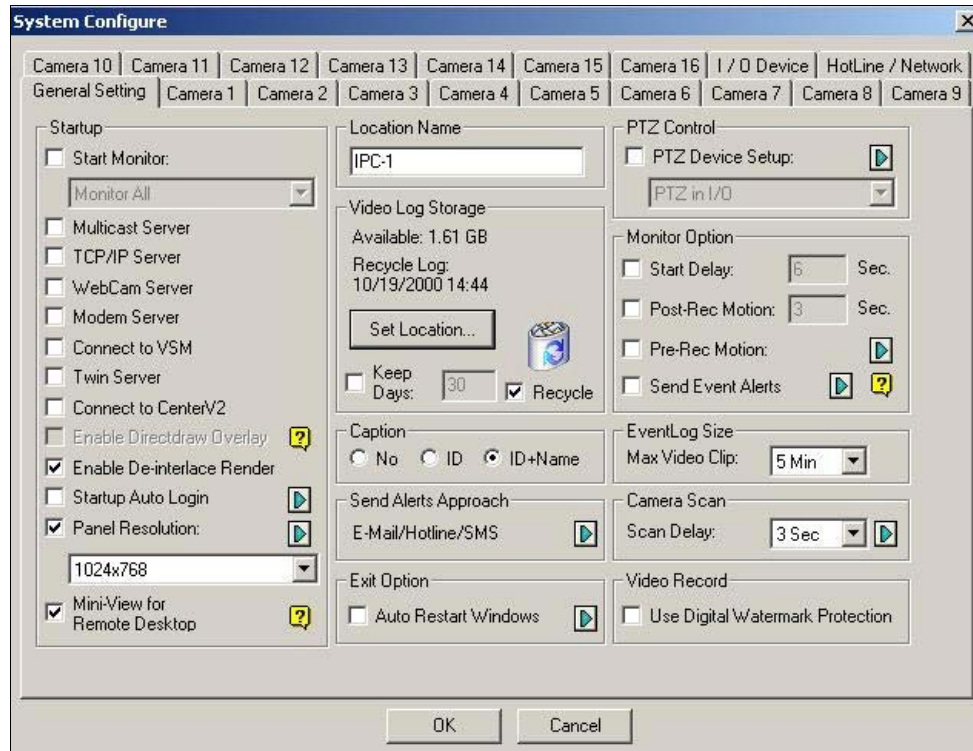 System Configure
Camera 10 Camera 11 Camera 12 Camera 13 Camera 14 Camera 15 Camera 16 I / O Device HotLine / Network
General Setting Camera 1 Camera 2 Camera 3 Camera 4 Camera 5 Camera 6 Camera 7 Camera 8 Camera 9
Startup
Start Monitor:
Monitor All
Multicast Server
TCP/IP Server
WebCam Server
Modem Server
Connect to VSM
Twin Server
Connect to CenterV2
Enable Directdraw Overlay
?
Enable De-interlace Render
Startup Auto Login
Panel Resolution:
1024x768
Mini-View for
Remote Desktop
?
Location Name
IPC-1
Video Log Storage
Available: 1.61 GB
Recycle Log:
10/19/2000 14:44
Set Location...
Keep
Days:
30
Recycle
Caption
No ID ID+Name
Send Alerts Approach
E-Mail/Hotline/SMS
Exit Option
Auto Restart Windows
PTZ Control
PTZ Device Setup:
PTZ in I/O
Monitor Option
Start Delay: 6 Sec.
Post-Rec Motion: 3 Sec.
Pre-Rec Motion:
Send Event Alerts
?
EventLog Size
Max Video Clip: 5 Min
Camera Scan
Scan Delay: 3 Sec
Video Record
Use Digital Watermark Protection
OK Cancel